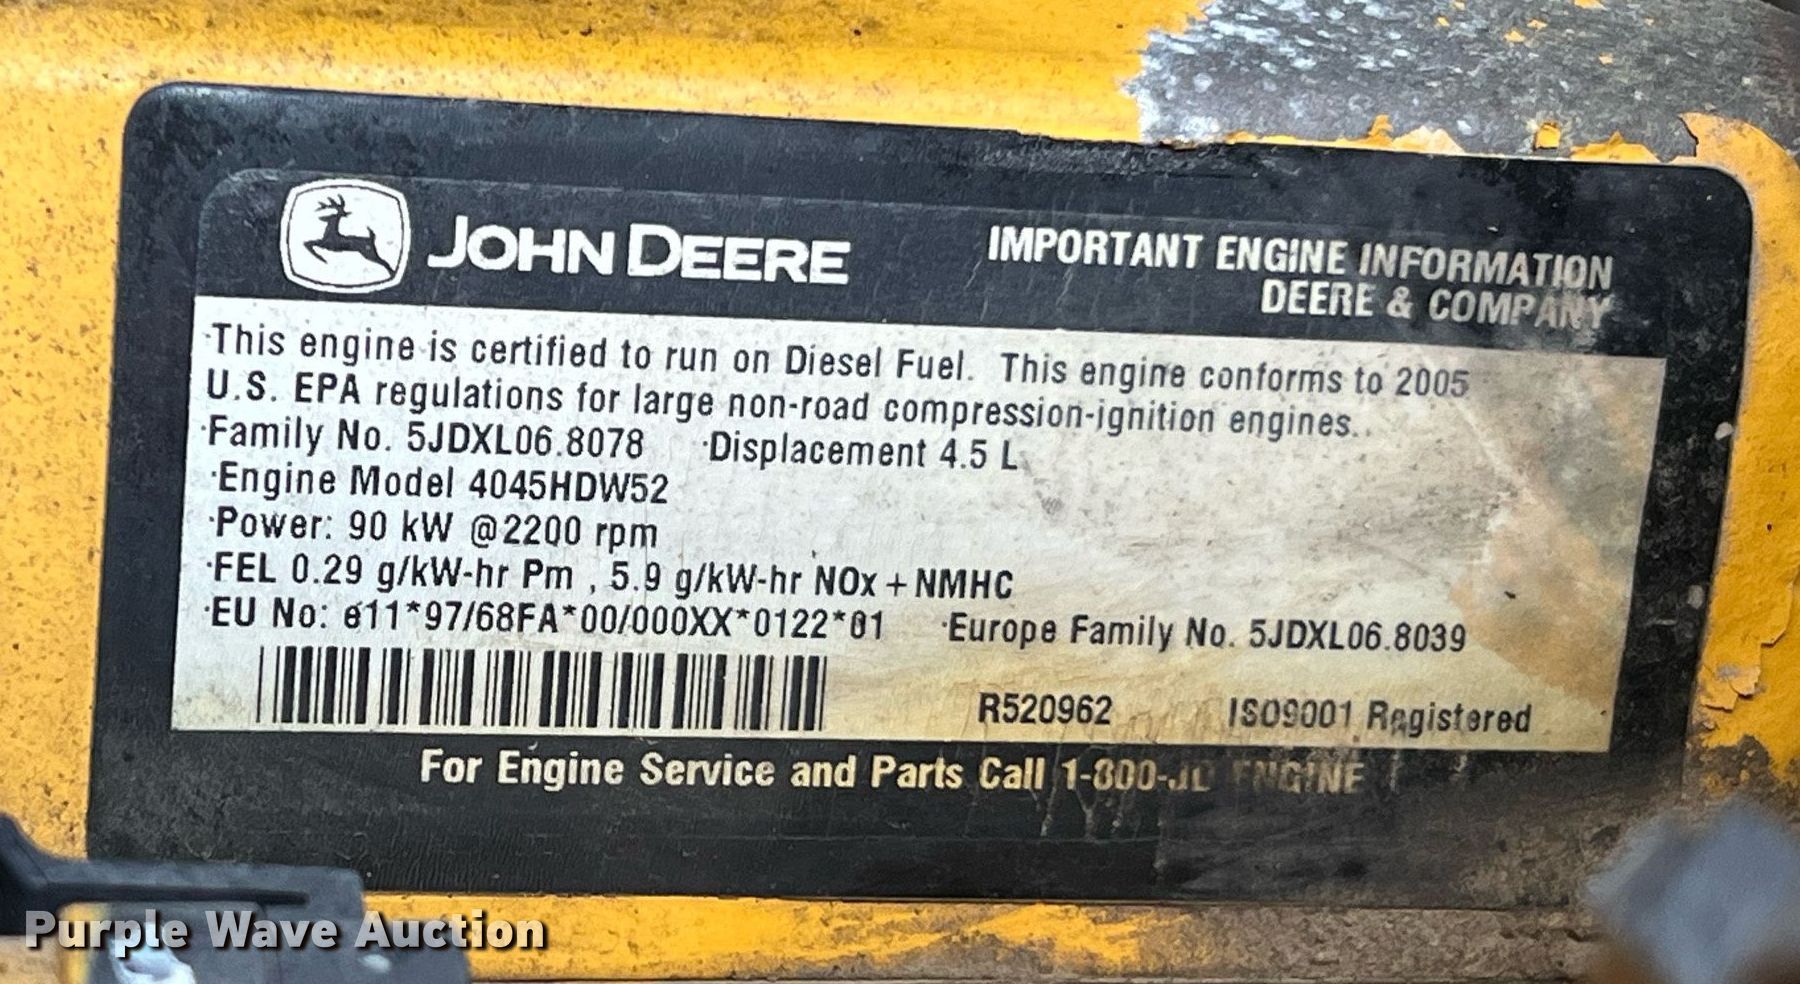 JOHN DEERE
IMPORTANT ENGINE INFORMATION
DEERE & COMPANY
·This engine is certified to run on Diesel Fuel. This engine conforms to 2005
U.S. EPA regulations for large non-road compression-ignition engines..
·Family No. 5JDXL06.8078 ·Displacement 4.5 L
·Engine Model 4045HDW52
·Power: 90 kW @2200 rpm
·FEL 0.29 g/kW-hr Pm , 5.9 g/kW-hr NOx + NMHC
·EU No: e11*97/68FA*00/000XX*0122*01 ·Europe Family No. 5JDXL06.8039
R520962 ISO9001 Registered
For Engine Service and Parts Call 1-800-JD ENGINE
Purple Wave Auction